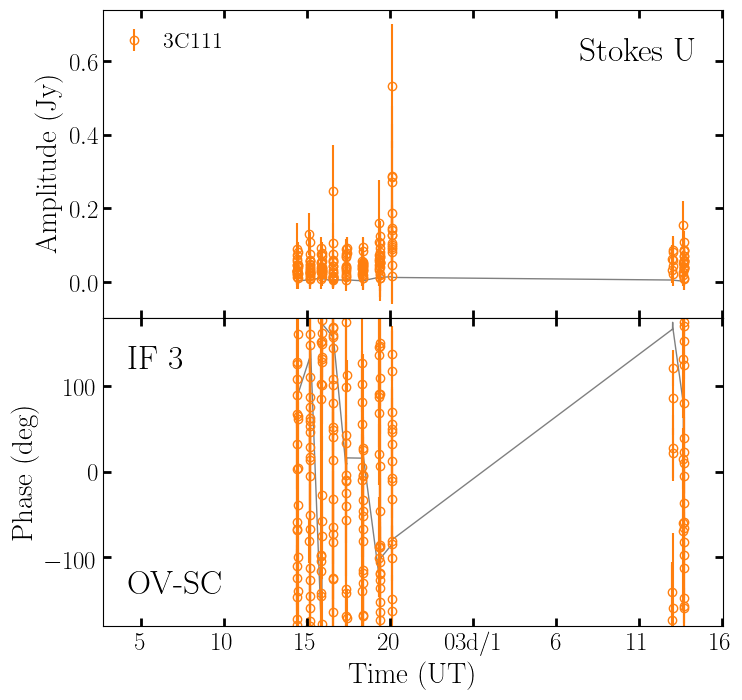 3C111
Stokes U
0.6
0.4
0.2
0.0
Amplitude (Jy)
IF 3
100
0
−100
Phase (deg)
OV-SC
5 10 15 20 03d/1 6 11 16
Time (UT)